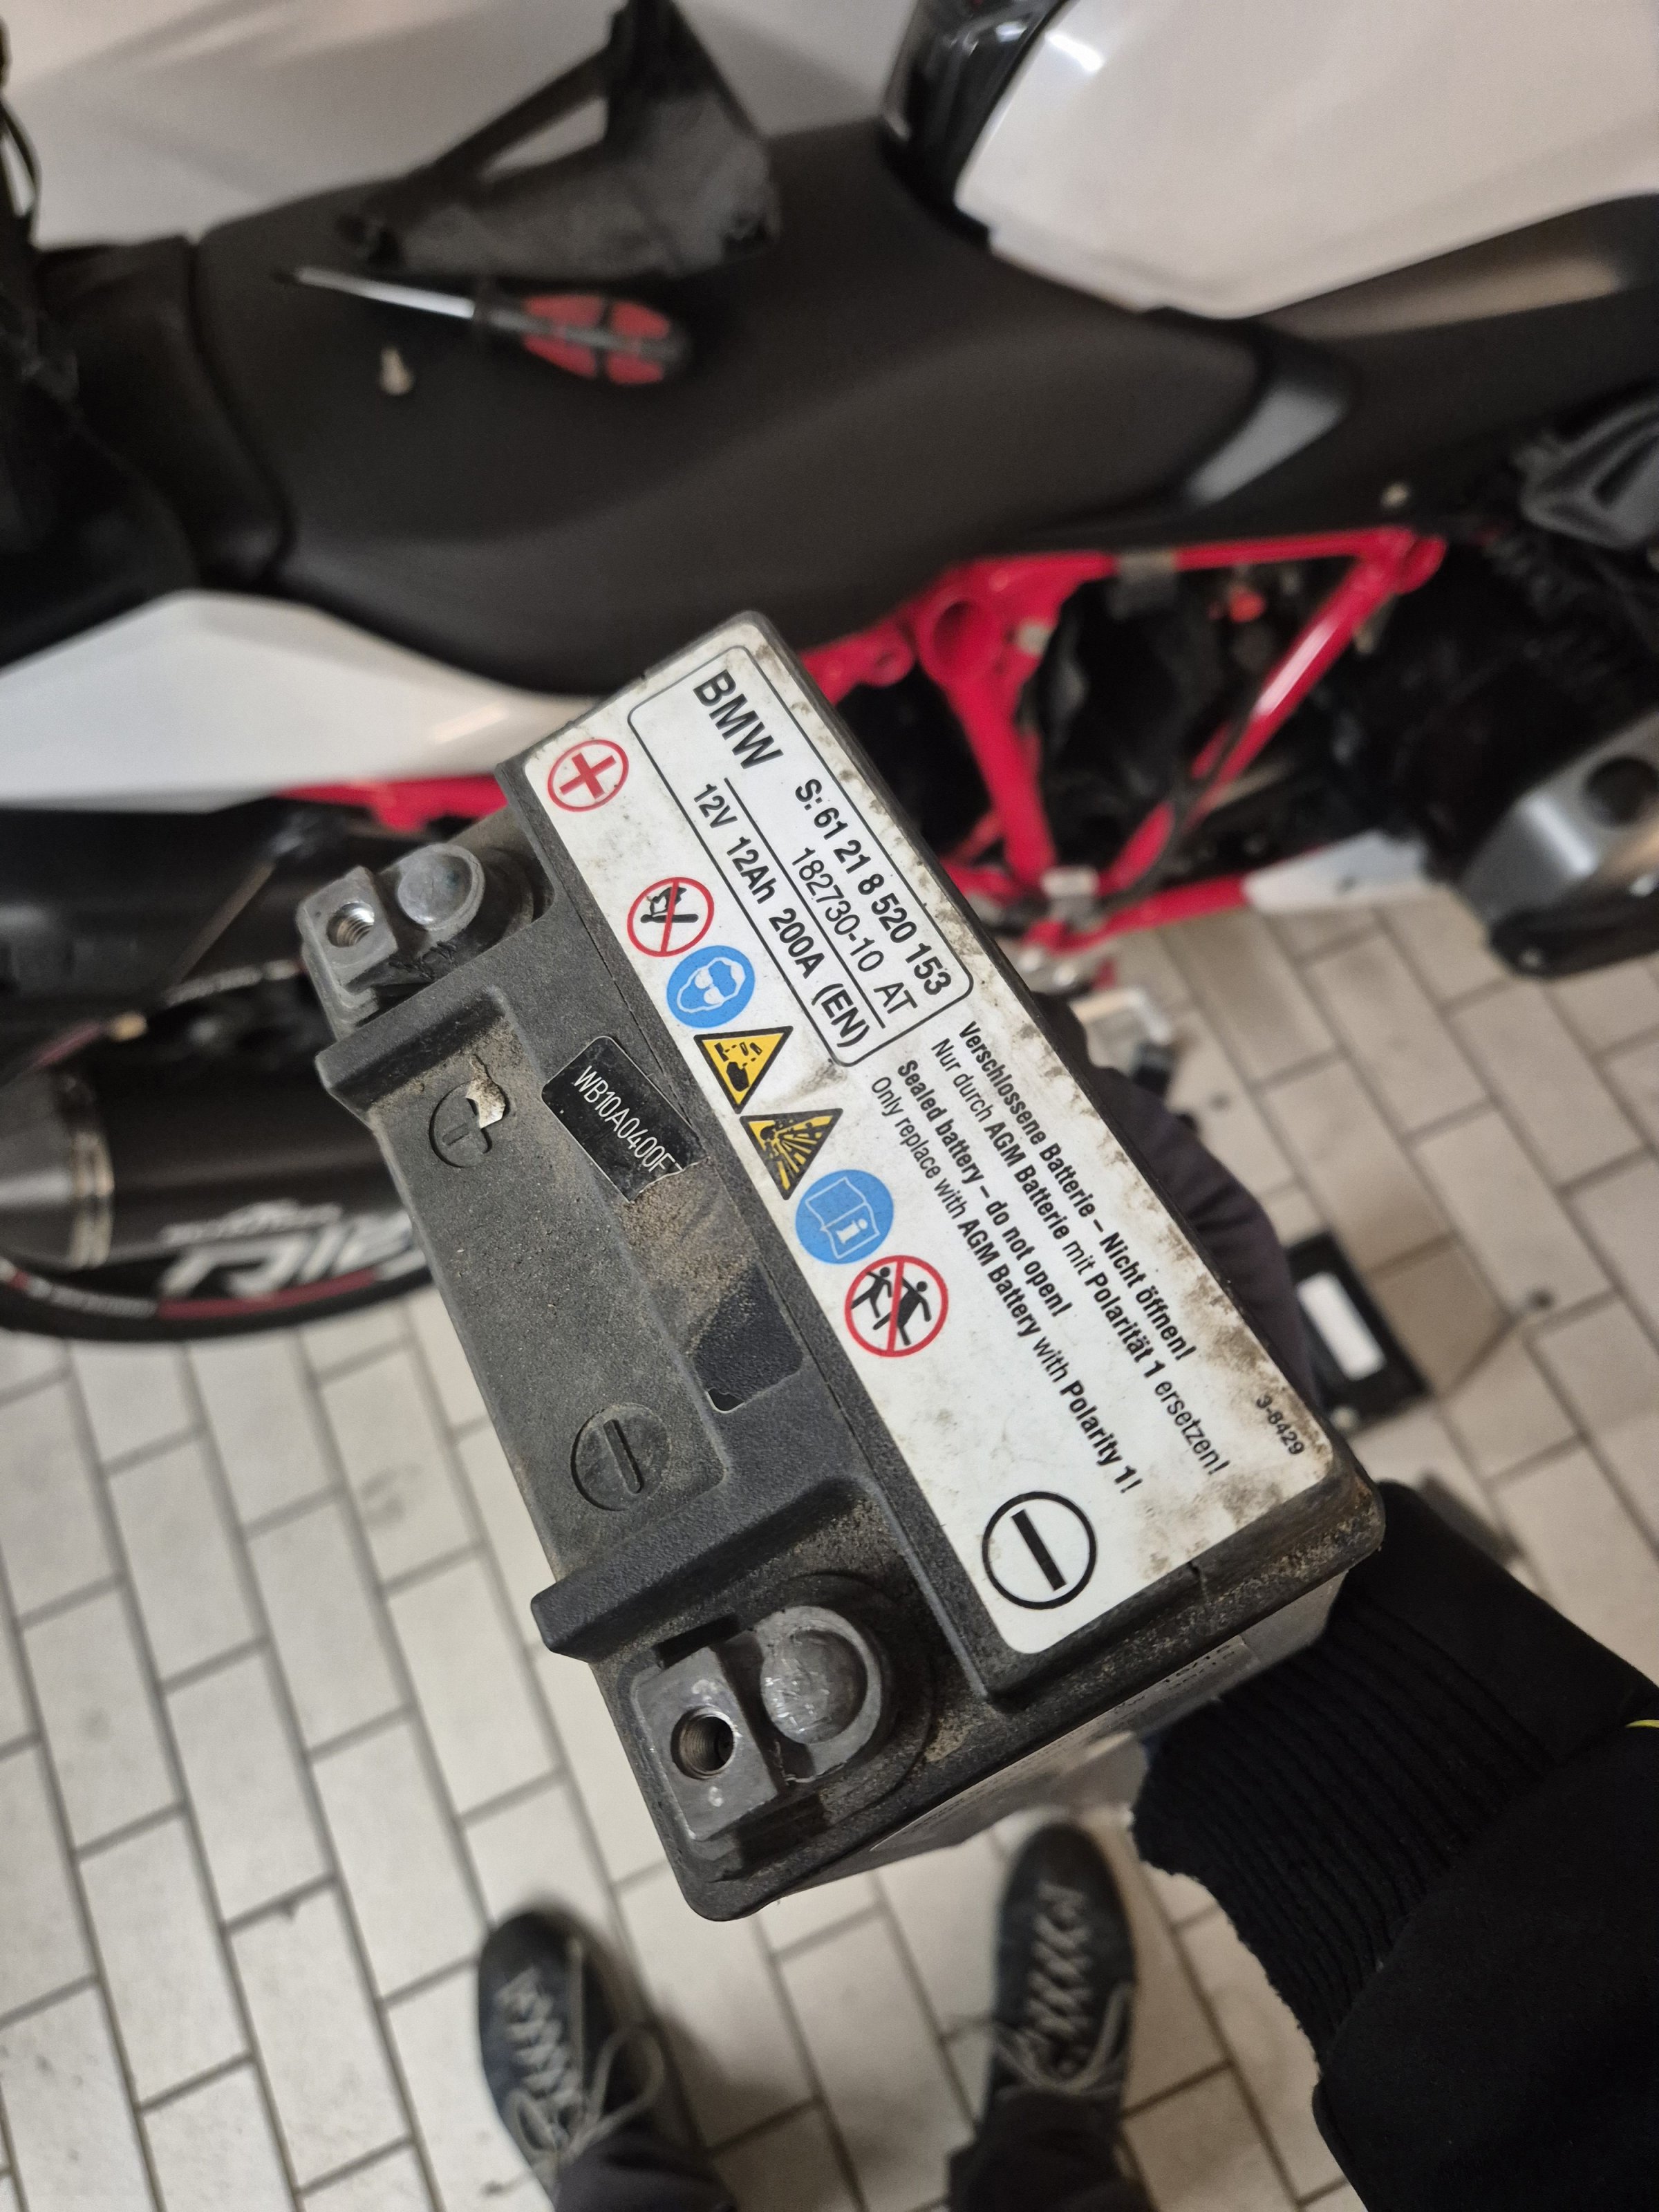 BMW
S: 61 21 8 520 153
182730-10 AT
12V 12Ah 200A (EN)
Verschlossene Batterie – Nicht öffnen!
Nur durch AGM Batterie mit Polarität 1 ersetzen!
Sealed battery – do not open!
Only replace with AGM Battery with Polarity 1!
3-8429
WB10A0400F